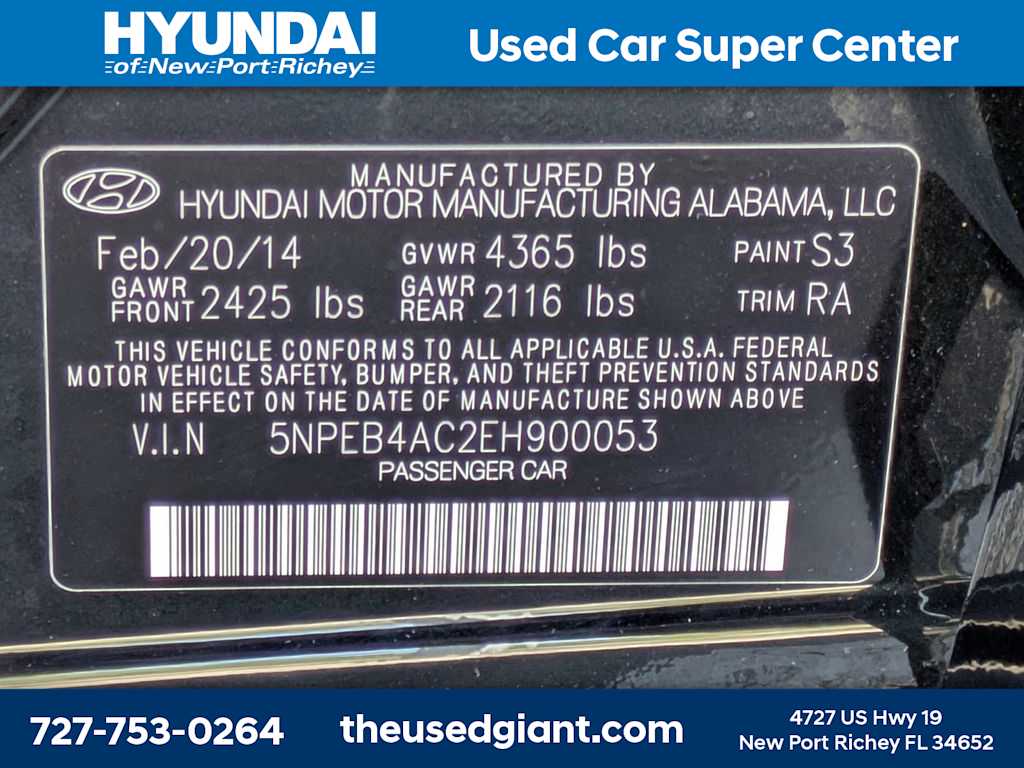 HYUNDAI
of New Port Richey
Used Car Super Center
MANUFACTURED BY
HYUNDAI MOTOR MANUFACTURING ALABAMA, LLC
Feb/20/14 GVWR 4365 lbs PAINT S3
GAWR FRONT 2425 lbs GAWR REAR 2116 lbs TRIM RA
THIS VEHICLE CONFORMS TO ALL APPLICABLE U.S.A. FEDERAL
MOTOR VEHICLE SAFETY, BUMPER, AND THEFT PREVENTION STANDARDS
IN EFFECT ON THE DATE OF MANUFACTURE SHOWN ABOVE
V.I.N 5NPEB4AC2EH900053
PASSENGER CAR
727-753-0264
theusedgiant.com
4727 US Hwy 19
New Port Richey FL 34652